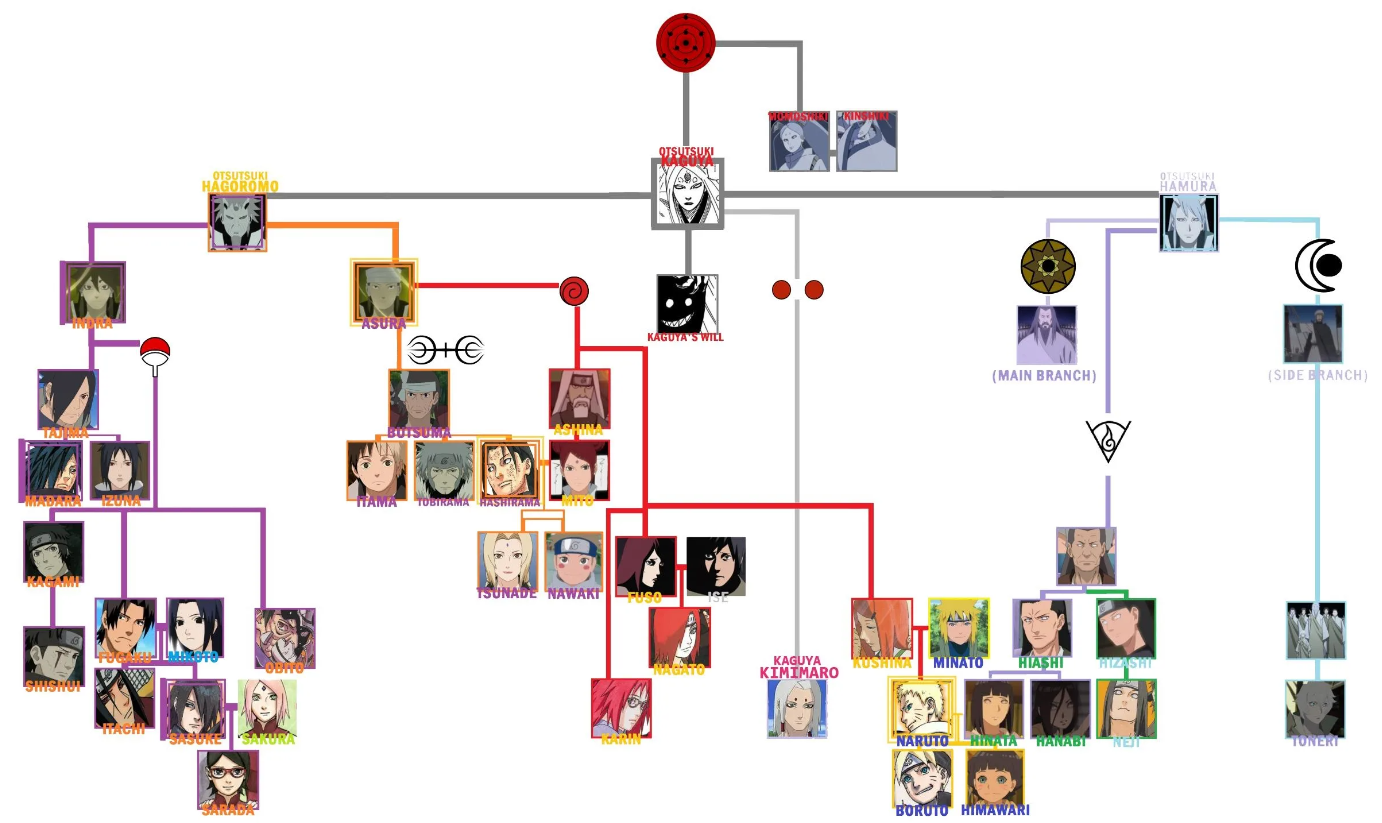 MOMOSHIKI
KINSHIKI
OTSUTSUKI
KAGUYA
OTSUTSUKI
HAGOROMO
OTSUTSUKI
HAMURA
INDRA
ASURA
KAGUYA'S WILL
(MAIN BRANCH)
(SIDE BRANCH)
TAJIMA
BUTSUMA
ASHINA
MADARA
IZUNA
ITAMA
TOBIRAMA
HASHIRAMA
MITO
KAGAMI
TSUNADE
NAWAKI
FUSO
ISE
FUGAKU
MIKOTO
OBITO
NAGATO
KAGUYA
KIMIMARO
KUSHINA
MINATO
HIASHI
HIZASHI
SHISHUI
ITACHI
SASUKE
SAKURA
KARIN
NARUTO
HINATA
HANABI
NEJI
TONERI
SARADA
BORUTO
HIMAWARI